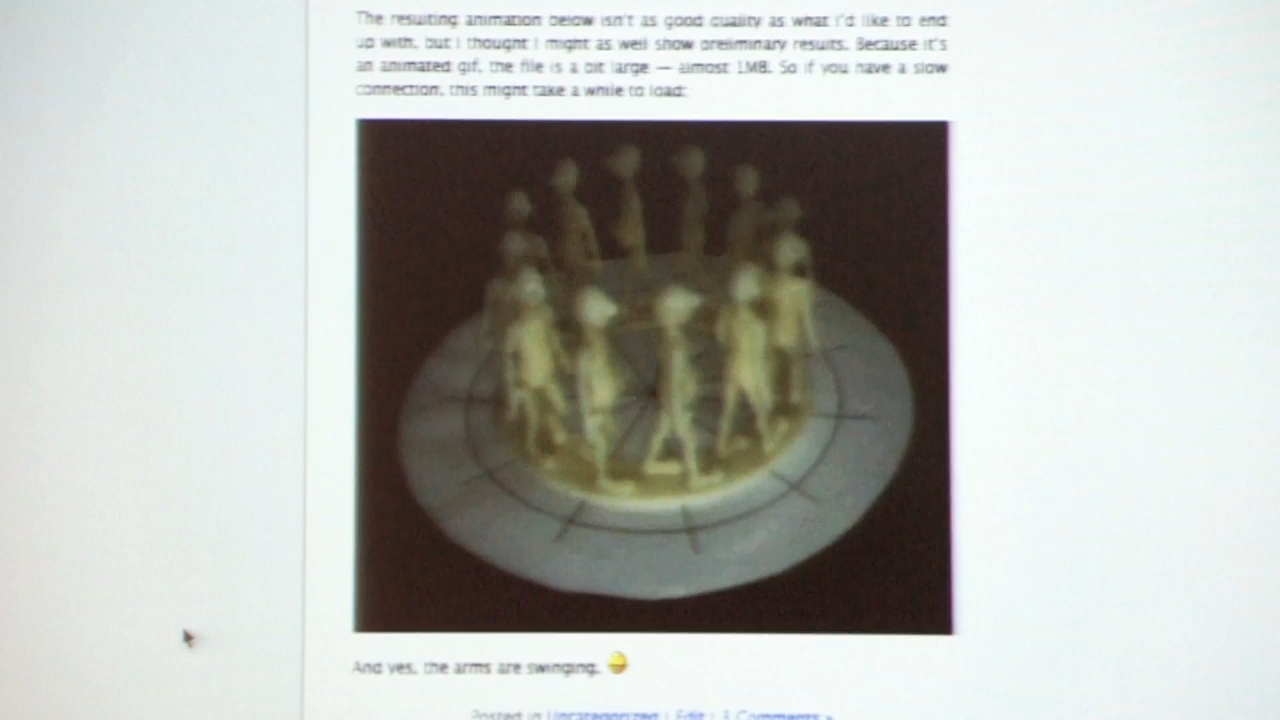 The resulting animation below isn't as good quality as what I'd like to end
up with, but I thought I might as well show preliminary results. Because it's
an animated gif, the file is a bit large — almost 1MB. So if you have a slow
connection, this might take a while to load:
And yes, the arms are swinging.
Posted in Uncategorized | Edit | 3 Comments »